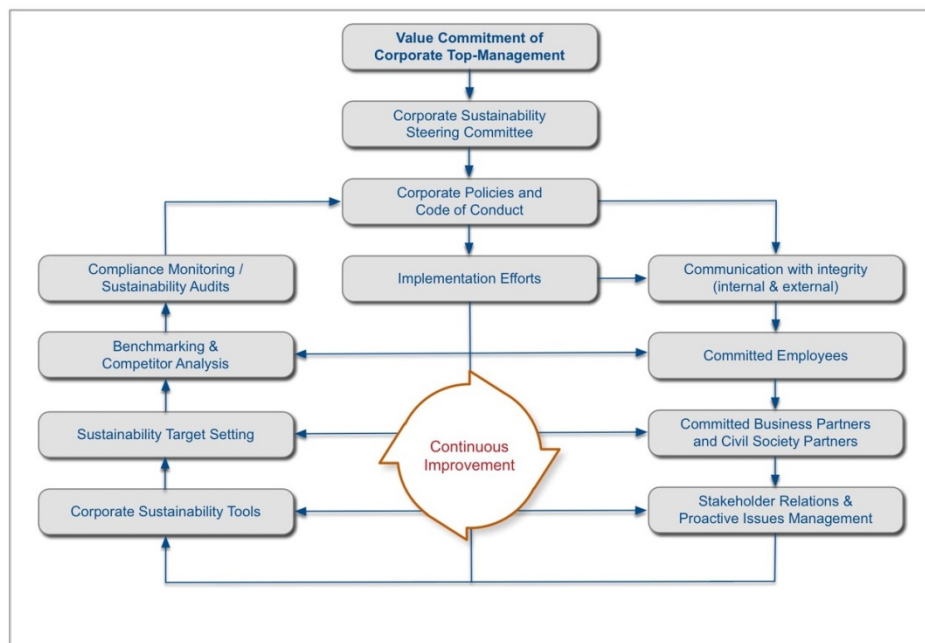 Value Commitment of
Corporate Top-Management
Corporate Sustainability
Steering Committee
Corporate Policies and
Code of Conduct
Compliance Monitoring /
Sustainability Audits
Implementation Efforts
Communication with integrity
(internal & external)
Benchmarking &
Competitor Analysis
Committed Employees
Sustainability Target Setting
Continuous
Improvement
Committed Business Partners
and Civil Society Partners
Corporate Sustainability Tools
Stakeholder Relations &
Proactive Issues Management